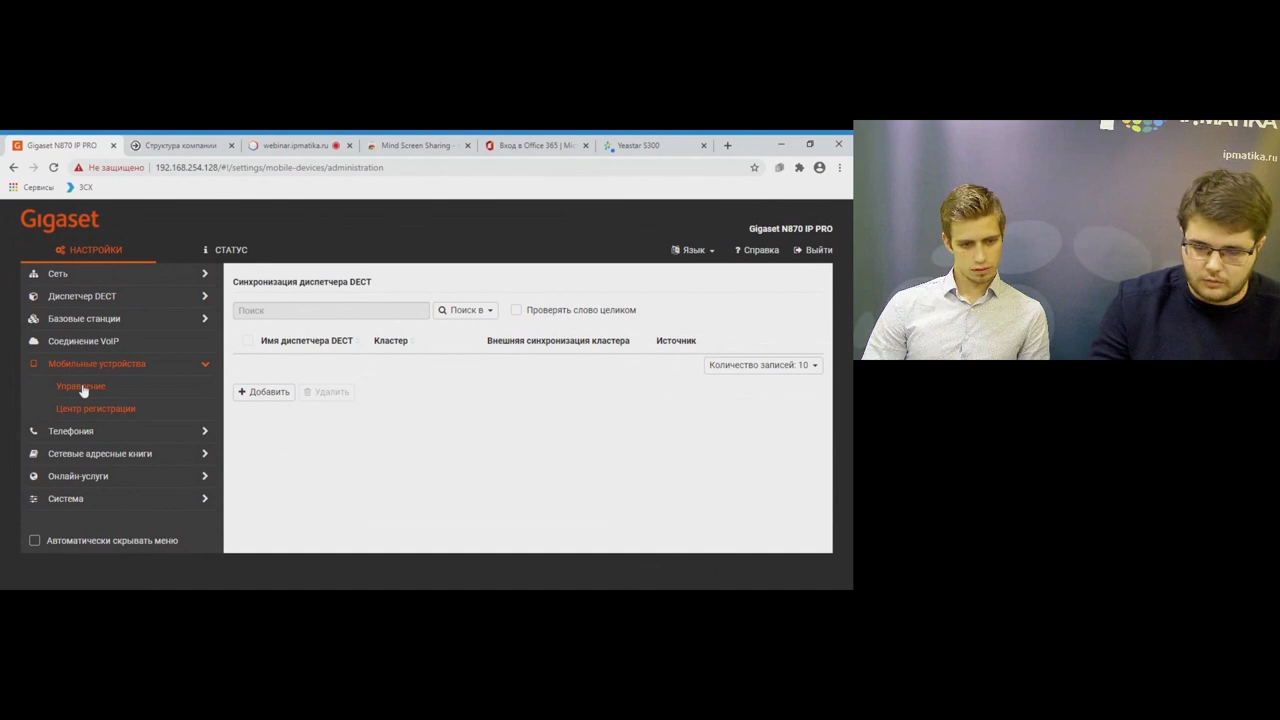 Gigaset N870 IP PRO
Структура компании
webinar.ipmatika.ru
Mind Screen Sharing -
Вход в Office 365 | Mic
Yeastar S300
Не защищено 192.168.254.128/#!/settings/mobile-devices/administration
Сервисы 3CX
Gigaset
Gigaset N870 IP PRO
НАСТРОЙКИ СТАТУС
Язык ? Справка Выйти
Сеть
Диспетчер DECT
Базовые станции
Соединение VoIP
Мобильные устройства
Управление
Центр регистрации
Телефония
Сетевые адресные книги
Онлайн-услуги
Система
Автоматически скрывать меню
Синхронизация диспетчера DECT
Поиск Поиск в Проверять слово целиком
Имя диспетчера DECT Кластер Внешняя синхронизация кластера Источник
Количество записей: 10
+ Добавить Удалить
IPMATIKA
ipmatika.ru